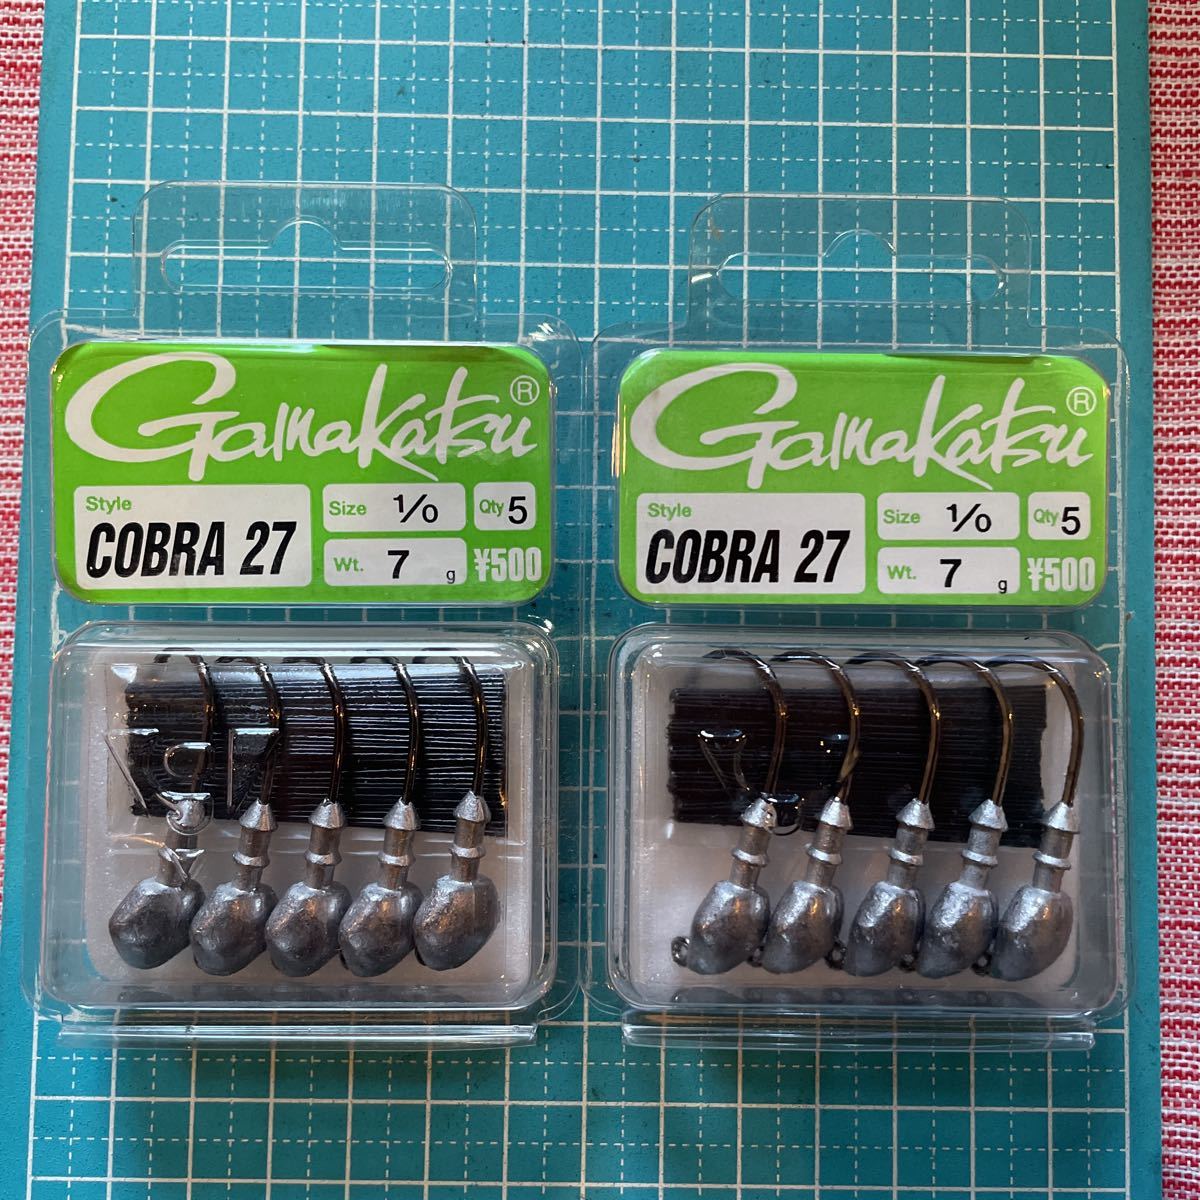 Gamakatsu®
Style
COBRA 27
Size 1/0
Qty 5
Wt. 7 g
¥500
Gamakatsu®
Style
COBRA 27
Size 1/0
Qty 5
Wt. 7 g
¥500